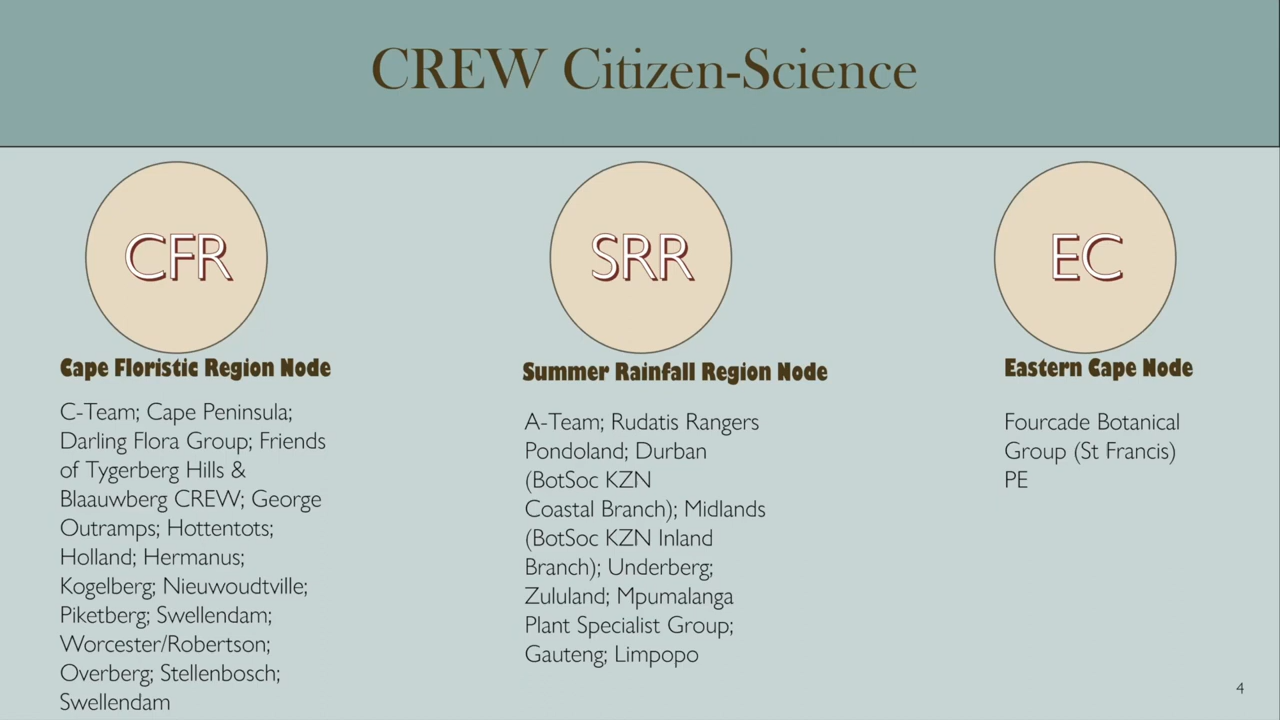 CREW Citizen-Science
CFR
Cape Floristic Region Node
C-Team; Cape Peninsula;
Darling Flora Group; Friends
of Tygerberg Hills &
Blaauwberg CREW; George
Outramps; Hottentots;
Holland; Hermanus;
Kogelberg; Nieuwoudtville;
Piketberg; Swellendam;
Worcester/Robertson;
Overberg; Stellenbosch;
Swellendam
SRR
Summer Rainfall Region Node
A-Team; Rudatis Rangers
Pondoland; Durban
(BotSoc KZN
Coastal Branch); Midlands
(BotSoc KZN Inland
Branch); Underberg;
Zululand; Mpumalanga
Plant Specialist Group;
Gauteng; Limpopo
EC
Eastern Cape Node
Fourcade Botanical
Group (St Francis)
PE
4